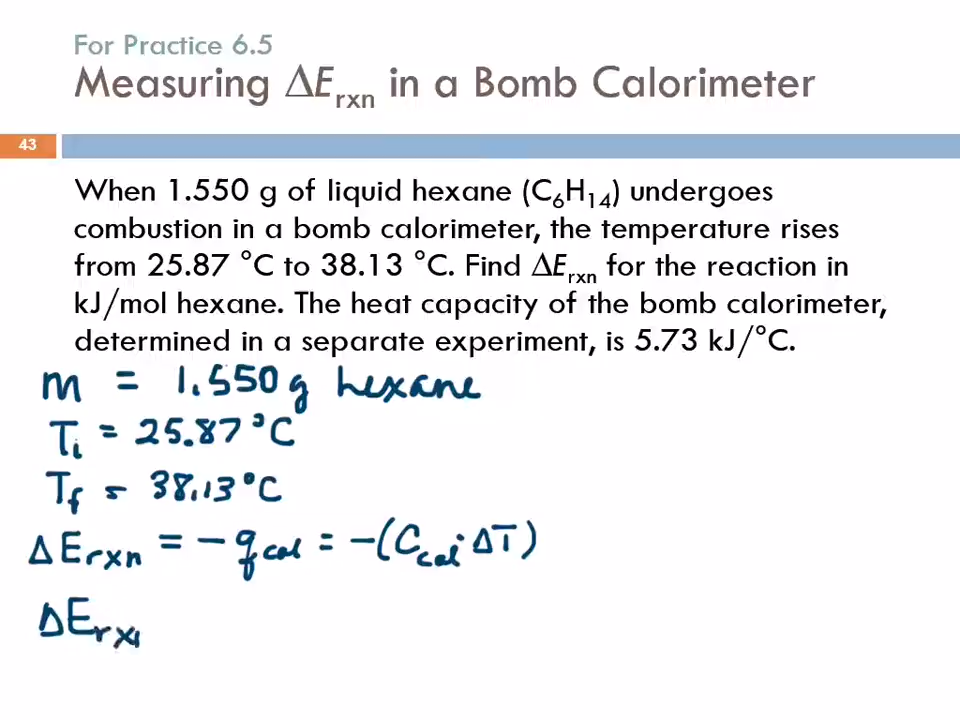 For Practice 6.5
Measuring ΔErxn in a Bomb Calorimeter
43
When 1.550 g of liquid hexane (C6H14) undergoes
combustion in a bomb calorimeter, the temperature rises
from 25.87 °C to 38.13 °C. Find ΔErxn for the reaction in
kJ/mol hexane. The heat capacity of the bomb calorimeter,
determined in a separate experiment, is 5.73 kJ/°C.
m = 1.550 g hexane
Ti = 25.87 °C
Tf = 38.13 °C
ΔErxn = - qcal = -(Ccal · ΔT)
ΔErx